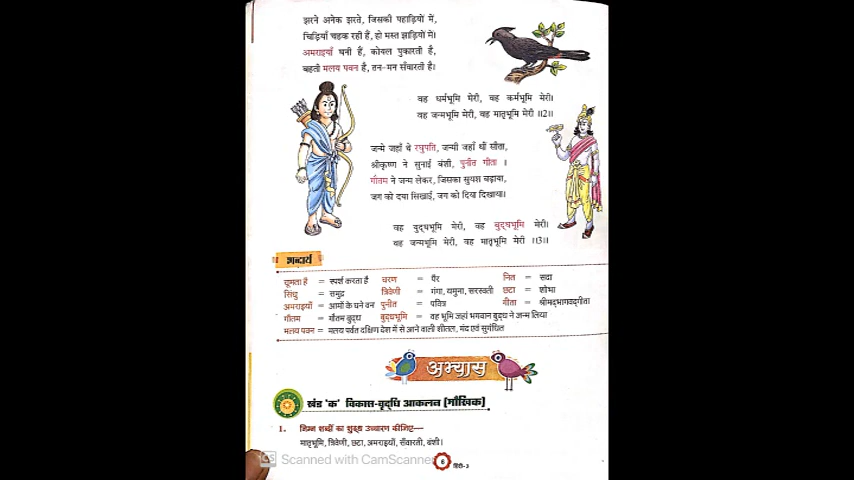 झरने अनेक झरते, जिसकी पहाड़ियों में,
चिड़ियाँ चहक रही हैं, हो मस्त झाड़ियों में।
अमराइयाँ घनी हैं, कोयल पुकारती है,
बहती मलय पवन है, तन-मन सँवारती है।
वह धर्मभूमि मेरी, वह कर्मभूमि मेरी।
वह जन्मभूमि मेरी, वह मातृभूमि मेरी ।।2।।
जन्मे जहाँ थे रघुपति, जन्मी जहाँ थीं सीता,
श्रीकृष्ण ने सुनाई बंशी, पुनीत गीता ।
गौतम ने जन्म लेकर, जिसका सुयश बढ़ाया,
जग को दया सिखाई, जग को दिया दिखाया।
वह युद्धभूमि मेरी, वह बुद्धभूमि मेरी।
वह जन्मभूमि मेरी, वह मातृभूमि मेरी ।।3।।
शब्दार्थ
चूमता है = स्पर्श करता है चरण = पैर नित = सदा
सिंधु = समुद्र त्रिवेणी = गंगा, यमुना, सरस्वती छटा = शोभा
अमराइयाँ = आमों के घने वन पुनीत = पवित्र गीता = श्रीमद्भागवद्गीता
गौतम = गौतम बुद्ध बुद्धभूमि = वह भूमि जहां भगवान बुद्ध ने जन्म लिया
मलय पवन = मलय पर्वत दक्षिण देश में से आने वाली शीतल, मंद एवं सुगंधित
अभ्यास
खंड 'क' विकास-वृद्धि आकलन (मौखिक)
1. निम्न शब्दों का शुद्ध उच्चारण कीजिए—
मातृभूमि, त्रिवेणी, छटा, अमराइयाँ, सँवारती, बंशी।
CS Scanned with CamScanner 6 हिंदी-3